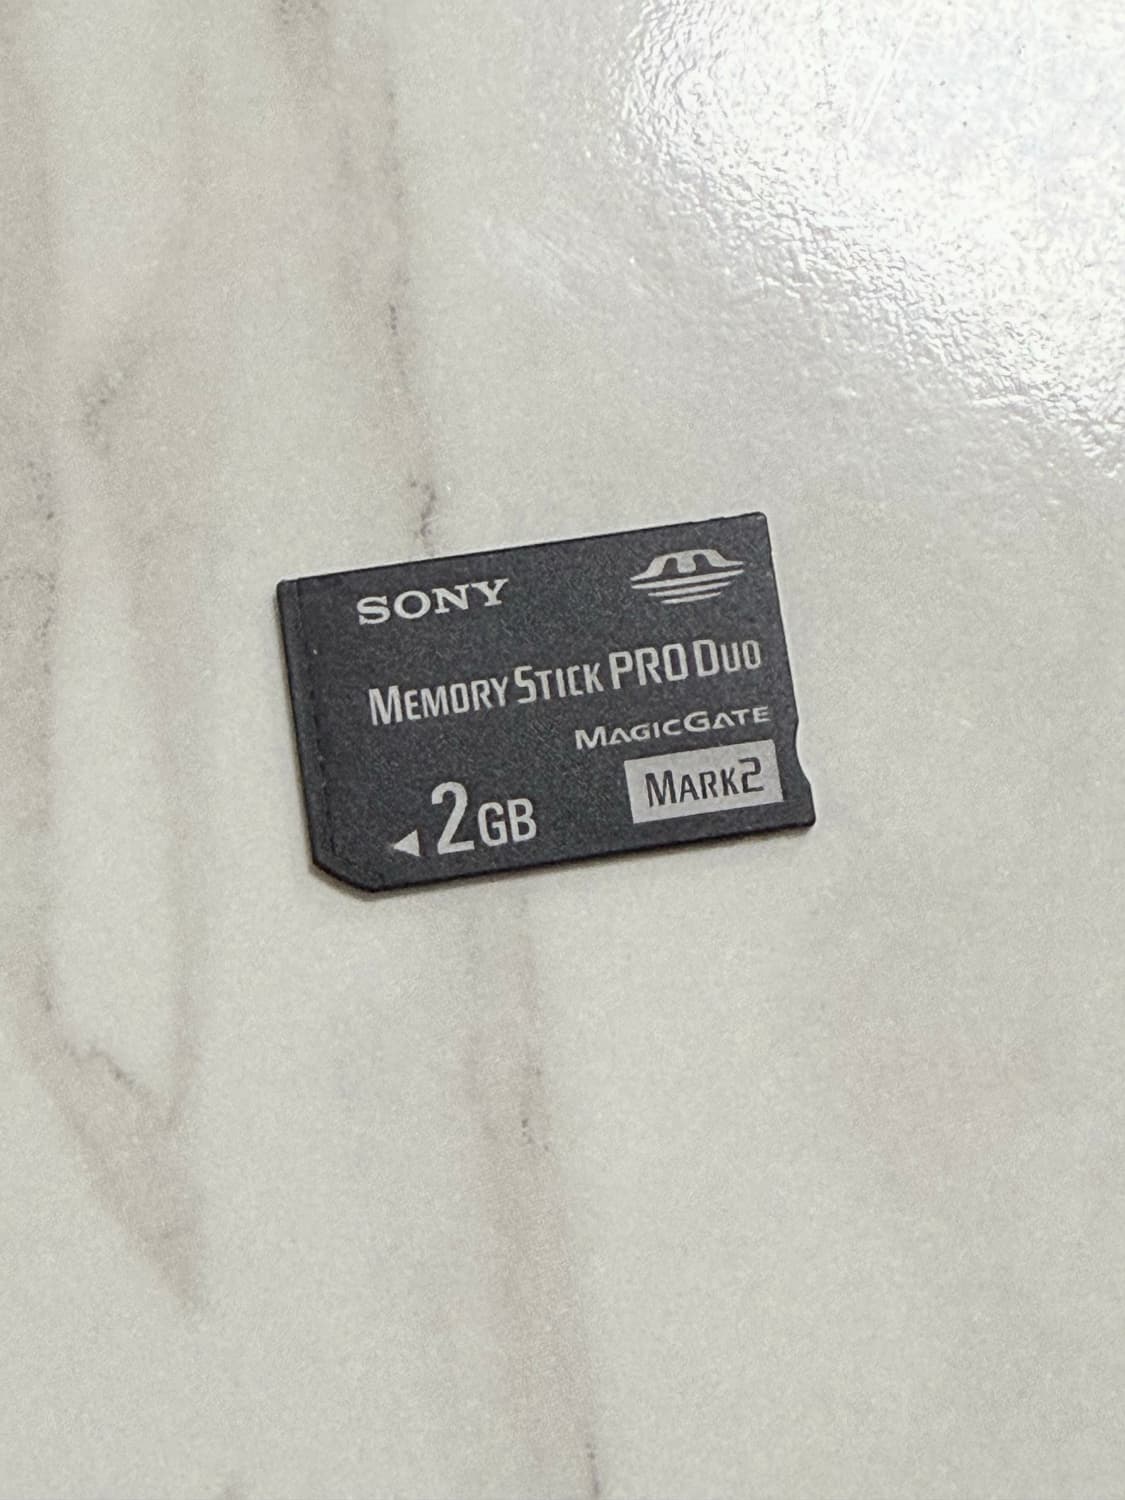 SONY
MEMORY STICK PRO DUO
MAGICGATE
MARK2
2GB